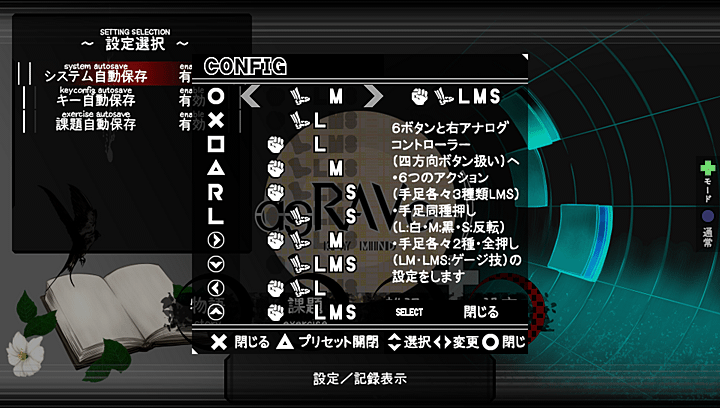 SETTING SELECTION
～ 設定選択 ～
system autosave
システム自動保存
keyconfig autosave
キー自動保存
exercise autosave
課題自動保存
CONFIG
M
L
L
M
S
R
S
L
M
LMS
L
LMS
LMS
6ボタンと右アナログ
コントローラー
(四方向ボタン扱い)へ
・6つのアクション
(手足各々3種類LMS)
・手足同種押し
(L:白・M:黒・S:反転)
・手足各々2種・全押し
(LM・LMS:ゲージ技)の
設定をします
SELECT 閉じる
閉じる プリセット開閉 選択 変更 閉じ
モード
通常
設定／記録表示